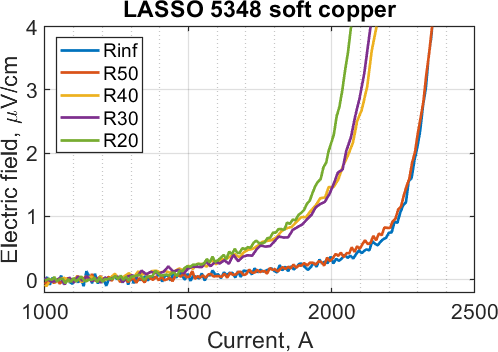 LASSO 5348 soft copper
Electric field, μV/cm
4
3
2
1
0
Rinf
R50
R40
R30
R20
1000
1500
2000
2500
Current, A